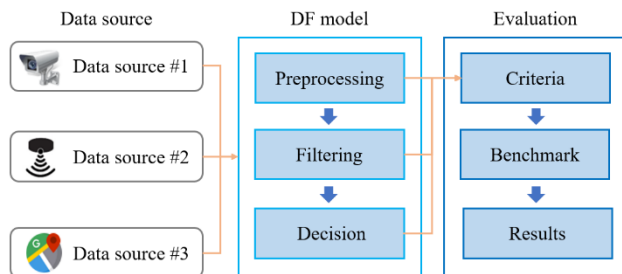 Data source
DF model
Evaluation
Data source #1
Preprocessing
Criteria
Data source #2
Filtering
Benchmark
Data source #3
Decision
Results
G